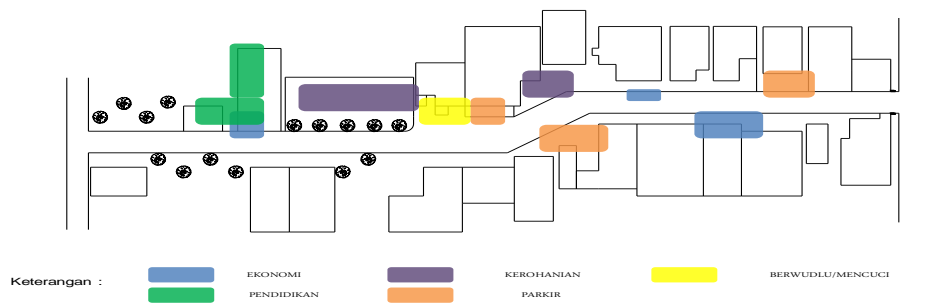 Keterangan :
EKONOMI
KEROHANIAN
BERWUDLU/MENCUCI
PENDIDIKAN
PARKIR